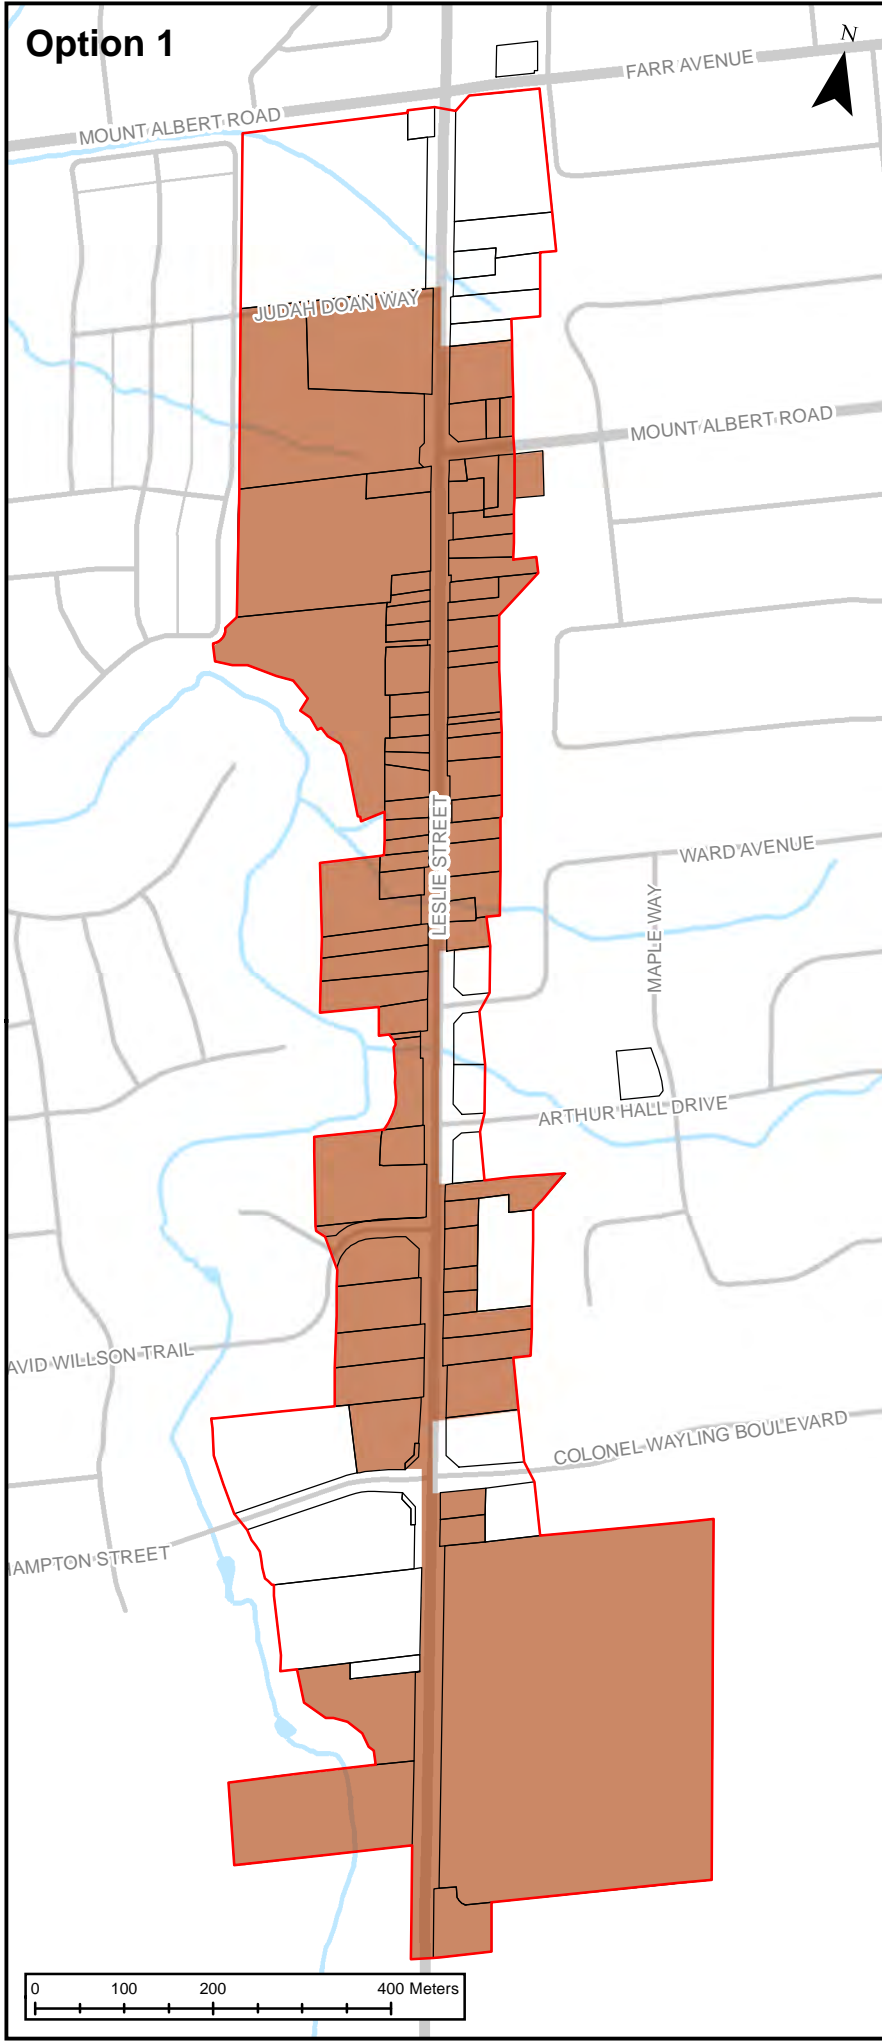 Option 1
N
FARR AVENUE
MOUNT ALBERT ROAD
JUDAH DOAN WAY
MOUNT ALBERT ROAD
LESLIE STREET
WARD AVENUE
MAPLE WAY
ARTHUR HALL DRIVE
AVID WILLSON TRAIL
COLONEL WAYLING BOULEVARD
HAMPTON STREET
0 100 200 400 Meters